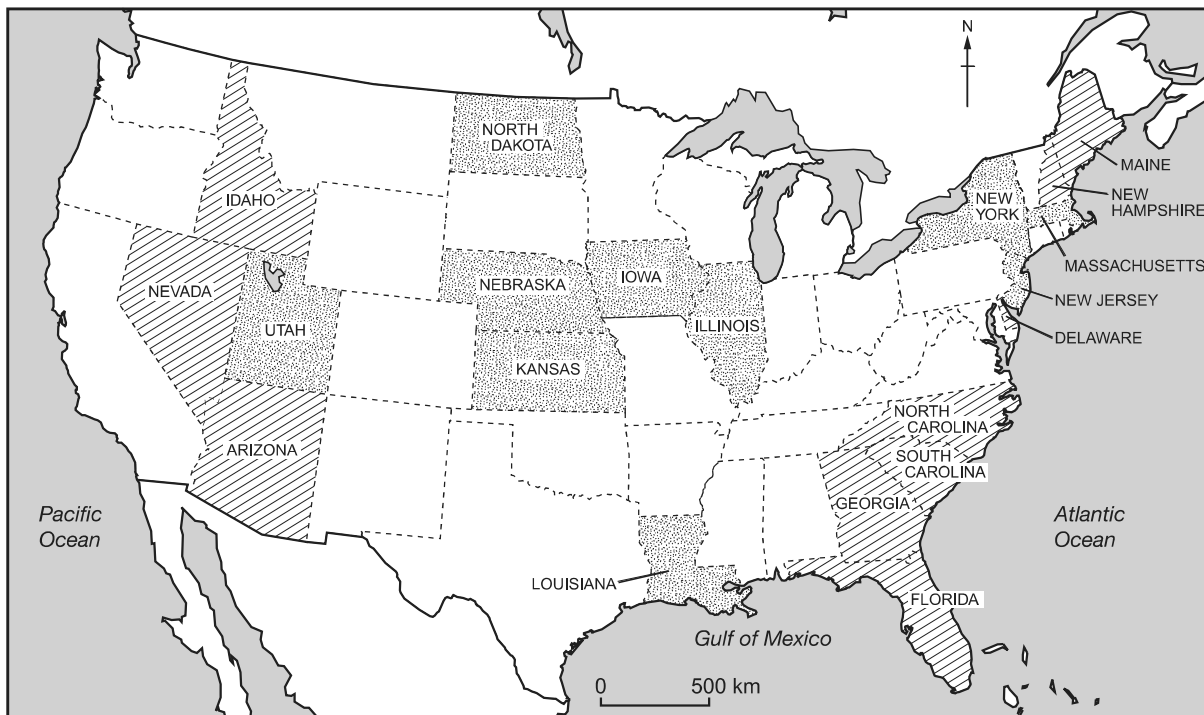 N
NORTH
DAKOTA
MAINE
IDAHO
NEW
HAMPSHIRE
NEW
YORK
MASSACHUSETTS
NEVADA
NEBRASKA
IOWA
NEW JERSEY
UTAH
ILLINOIS
DELAWARE
KANSAS
NORTH
CAROLINA
ARIZONA
SOUTH
CAROLINA
GEORGIA
Pacific
Ocean
Atlantic
Ocean
LOUISIANA
FLORIDA
Gulf of Mexico
0 500 km